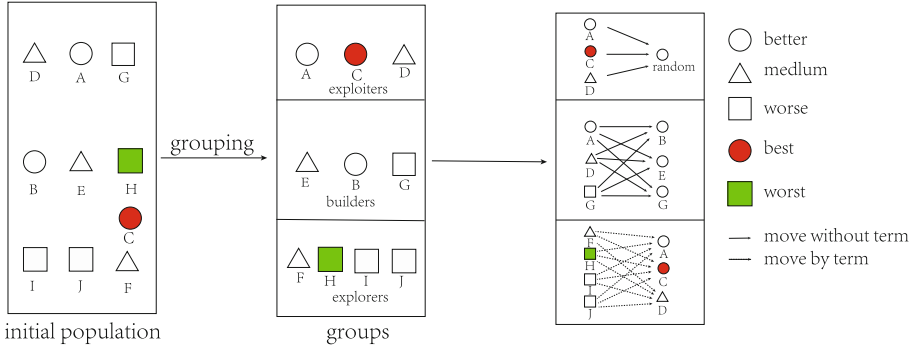 D A G
B E H
C
I J F
initial population
grouping
A C D
exploiters
E B G
builders
F H I J
explorers
groups
A
C
D
random
A B
D E
G G
F A
H C
J D
better
medlum
worse
best
worst
move without term
move by term